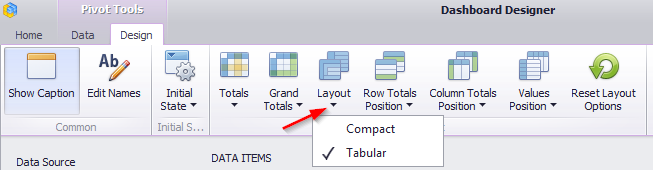 Pivot Tools
Dashboard Designer
Home Data Design
Show Caption
Edit Names
Initial State
Totals
Grand Totals
Layout
Row Totals Position
Column Totals Position
Values Position
Reset Layout Options
Common
Initial S...
Compact
Tabular
Data Source
DATA ITEMS